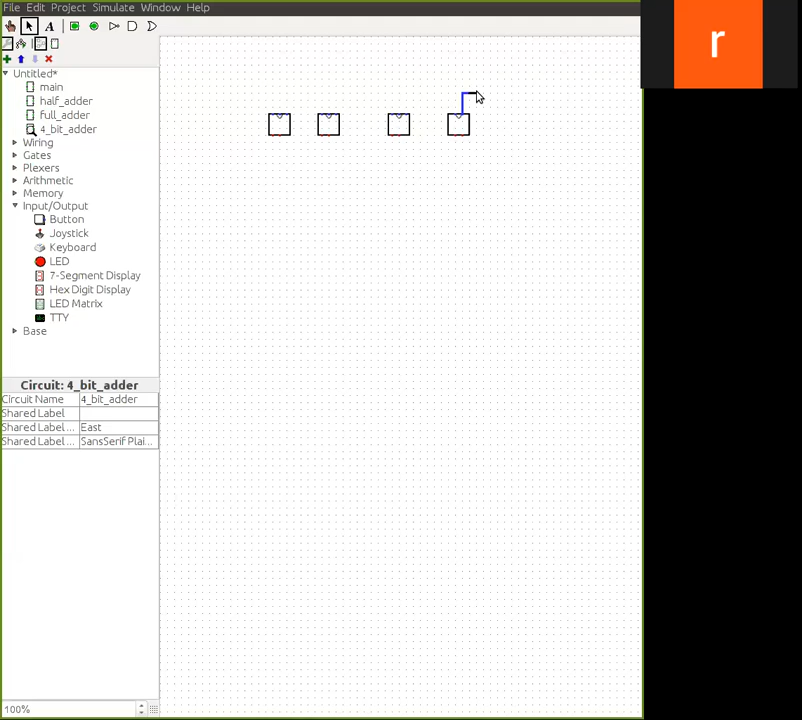 File Edit Project Simulate Window Help
A
Untitled*
main
half_adder
full_adder
4_bit_adder
Wiring
Gates
Plexers
Arithmetic
Memory
Input/Output
Button
Joystick
Keyboard
LED
7-Segment Display
Hex Digit Display
LED Matrix
TTY
Base
Circuit: 4_bit_adder
Circuit Name 4_bit_adder
Shared Label
Shared Label ... East
Shared Label ... SansSerif Plai...
100%
r